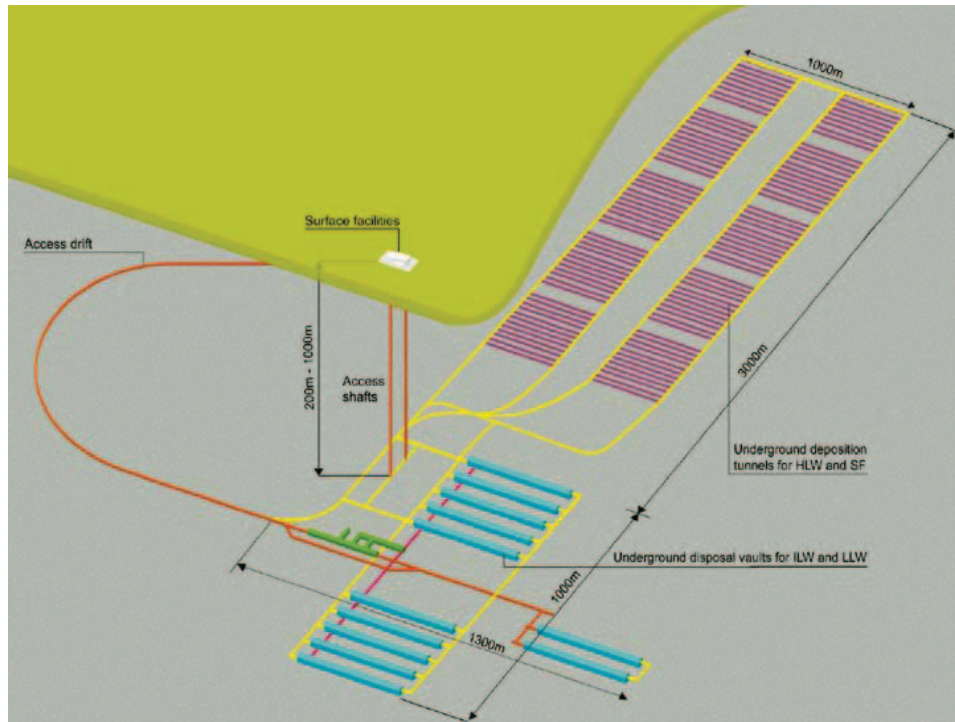 1000m
Surface facilities
Access drift
200m - 1000m
Access
shafts
3000m
Underground deposition
tunnels for HLW and SF
Underground disposal vaults for ILW and LLW
1000m
1300m